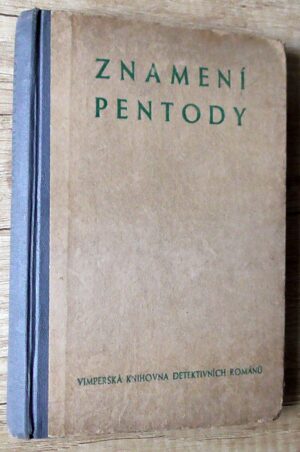 ZNAMENÍ
PENTODY
VIMPERSKÁ KNIHOVNA DETEKTIVNÍCH ROMÁNŮ